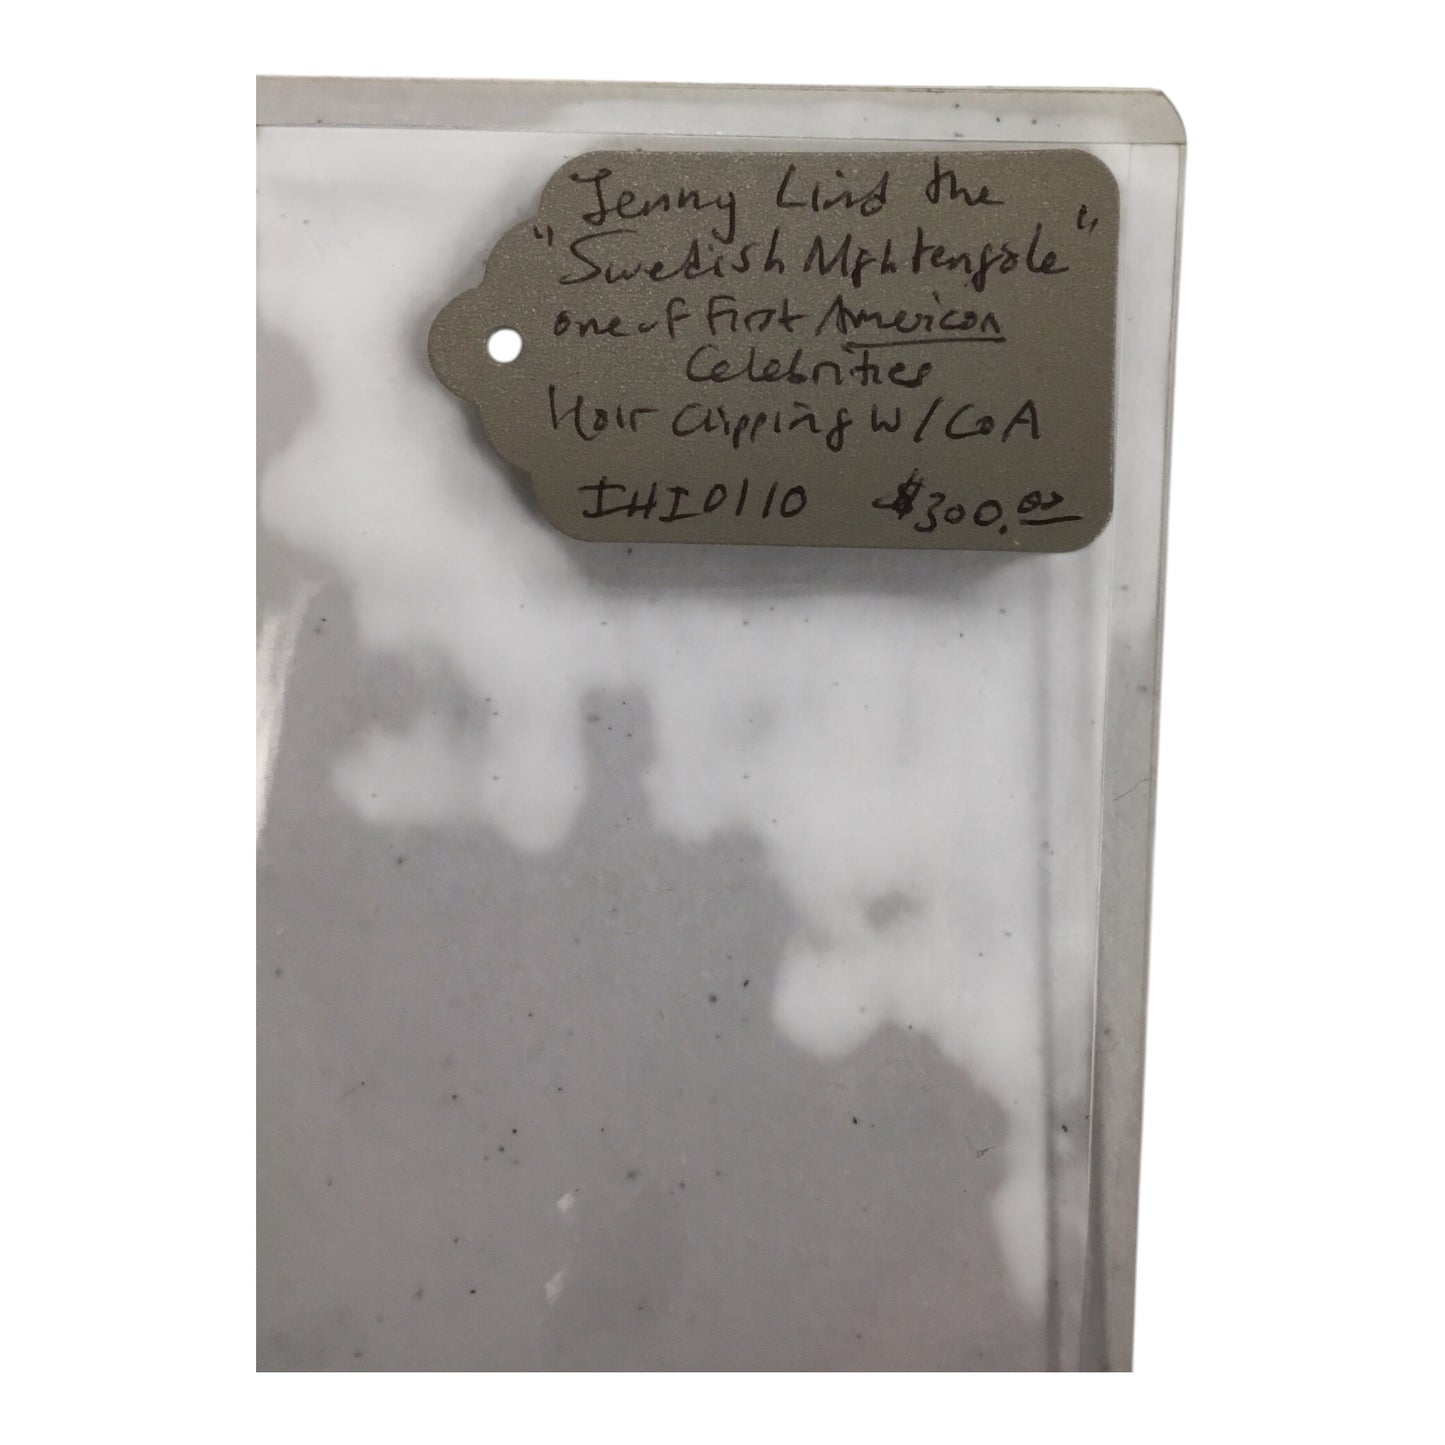 Jenny Lind the
"Swedish Nightengale"
one of First American
Celebrities
Hair Clipping W/CoA
IHI0110 $300.00